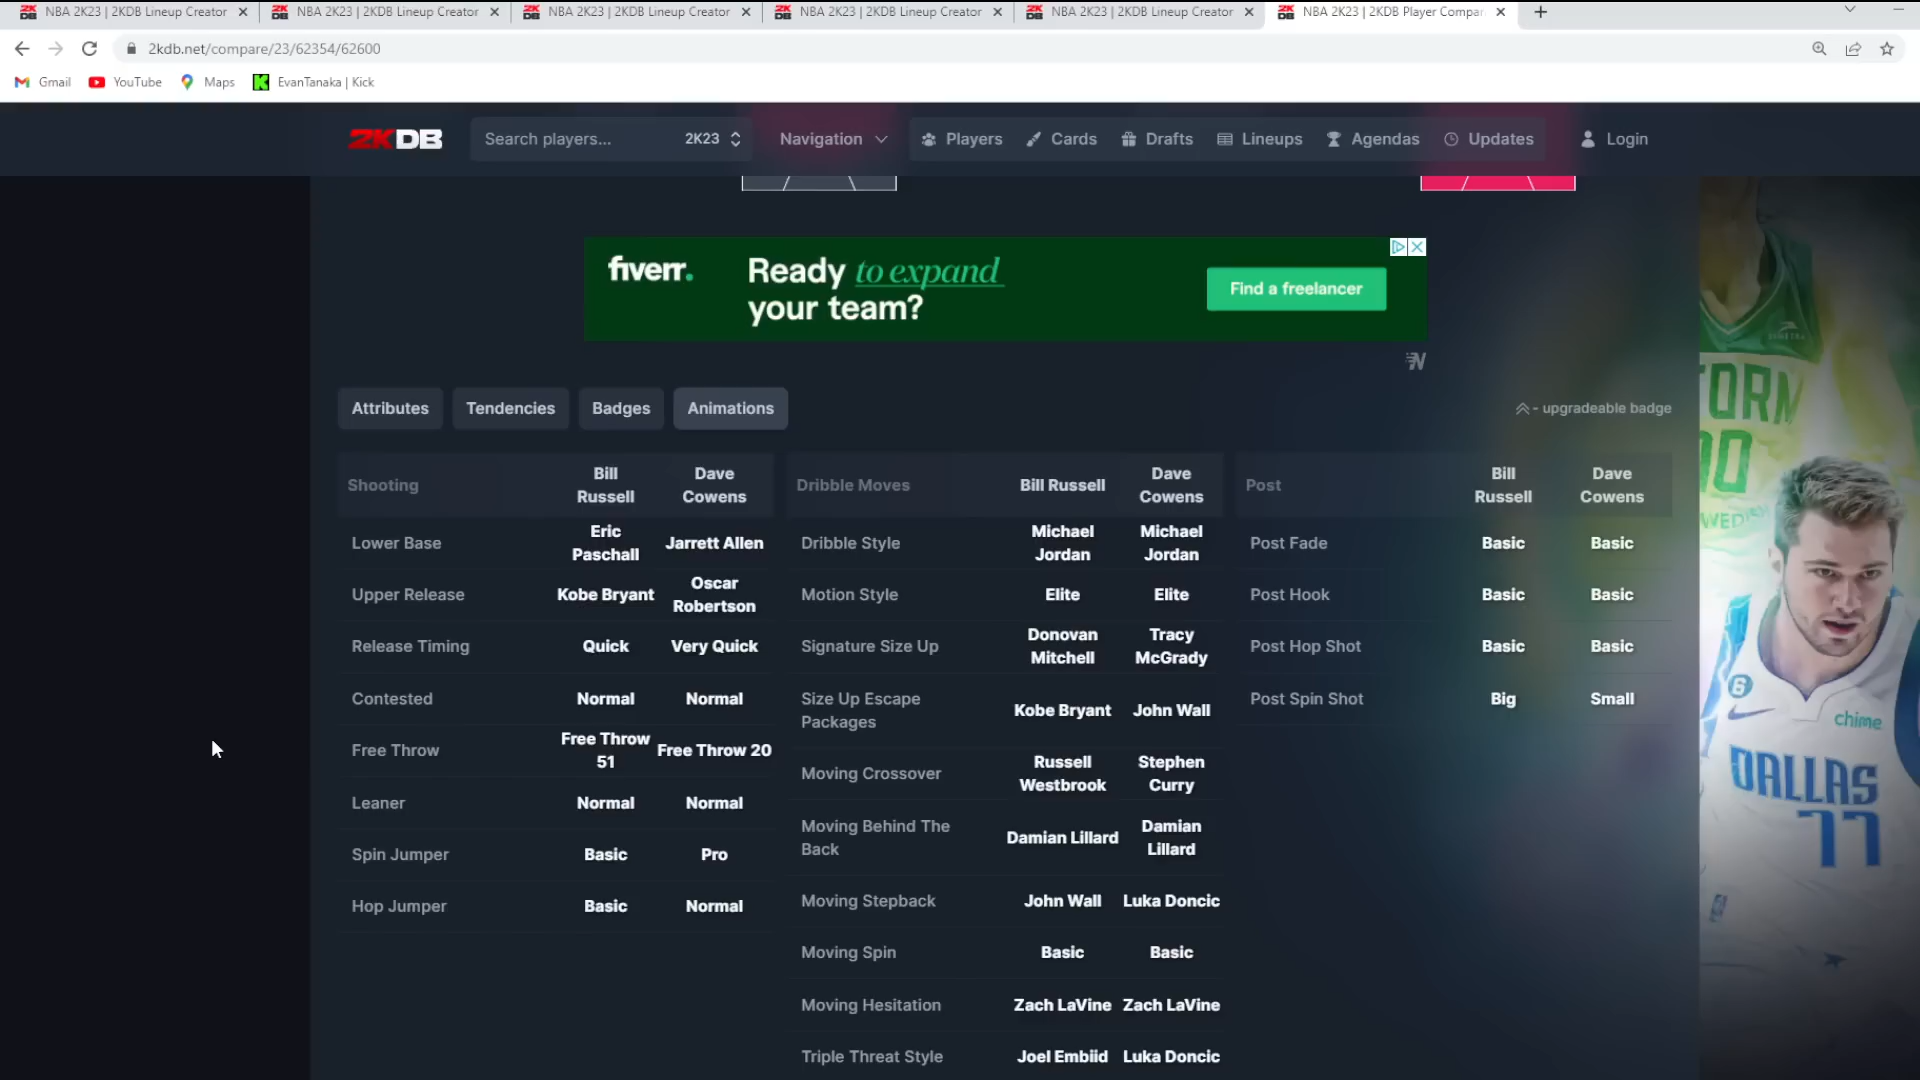 NBA 2K23 | 2KDB Lineup Creator
NBA 2K23 | 2KDB Lineup Creator
NBA 2K23 | 2KDB Lineup Creator
NBA 2K23 | 2KDB Lineup Creator
NBA 2K23 | 2KDB Lineup Creator
NBA 2K23 | 2KDB Player Compar
2kdb.net/compare/23/62354/62600
Gmail
YouTube
Maps
EvanTanaka | Kick
2KDB
Search players...
2K23
Navigation
Players
Cards
Drafts
Lineups
Agendas
Updates
Login
fiverr.
Ready to expand
your team?
Find a freelancer
Attributes
Tendencies
Badges
Animations
- upgradeable badge
Shooting
Bill
Russell
Dave
Cowens
Lower Base
Eric
Paschall
Jarrett Allen
Upper Release
Kobe Bryant
Oscar
Robertson
Release Timing
Quick
Very Quick
Contested
Normal
Normal
Free Throw
Free Throw
51
Free Throw 20
Leaner
Normal
Normal
Spin Jumper
Basic
Pro
Hop Jumper
Basic
Normal
Dribble Moves
Bill Russell
Dave
Cowens
Dribble Style
Michael
Jordan
Michael
Jordan
Motion Style
Elite
Elite
Signature Size Up
Donovan
Mitchell
Tracy
McGrady
Size Up Escape
Packages
Kobe Bryant
John Wall
Moving Crossover
Russell
Westbrook
Stephen
Curry
Moving Behind The
Back
Damian Lillard
Damian
Lillard
Moving Stepback
John Wall
Luka Doncic
Moving Spin
Basic
Basic
Moving Hesitation
Zach LaVine
Zach LaVine
Triple Threat Style
Joel Embiid
Luka Doncic
Post
Bill
Russell
Dave
Cowens
Post Fade
Basic
Basic
Post Hook
Basic
Basic
Post Hop Shot
Basic
Basic
Post Spin Shot
Big
Small
6
chime
DALLAS
77